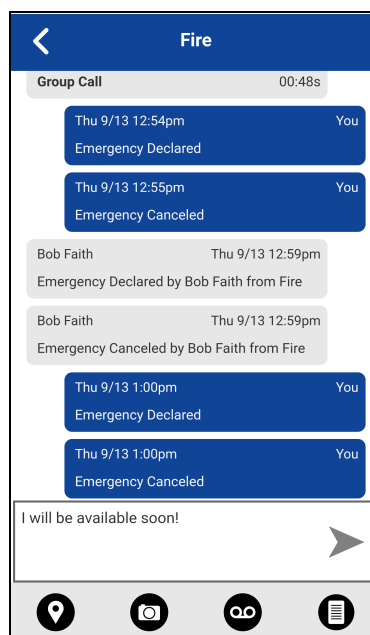 Fire
Group Call 00:48s
Thu 9/13 12:54pm You
Emergency Declared
Thu 9/13 12:55pm You
Emergency Canceled
Bob Faith Thu 9/13 12:59pm
Emergency Declared by Bob Faith from Fire
Bob Faith Thu 9/13 12:59pm
Emergency Canceled by Bob Faith from Fire
Thu 9/13 1:00pm You
Emergency Declared
Thu 9/13 1:00pm You
Emergency Canceled
I will be available soon!